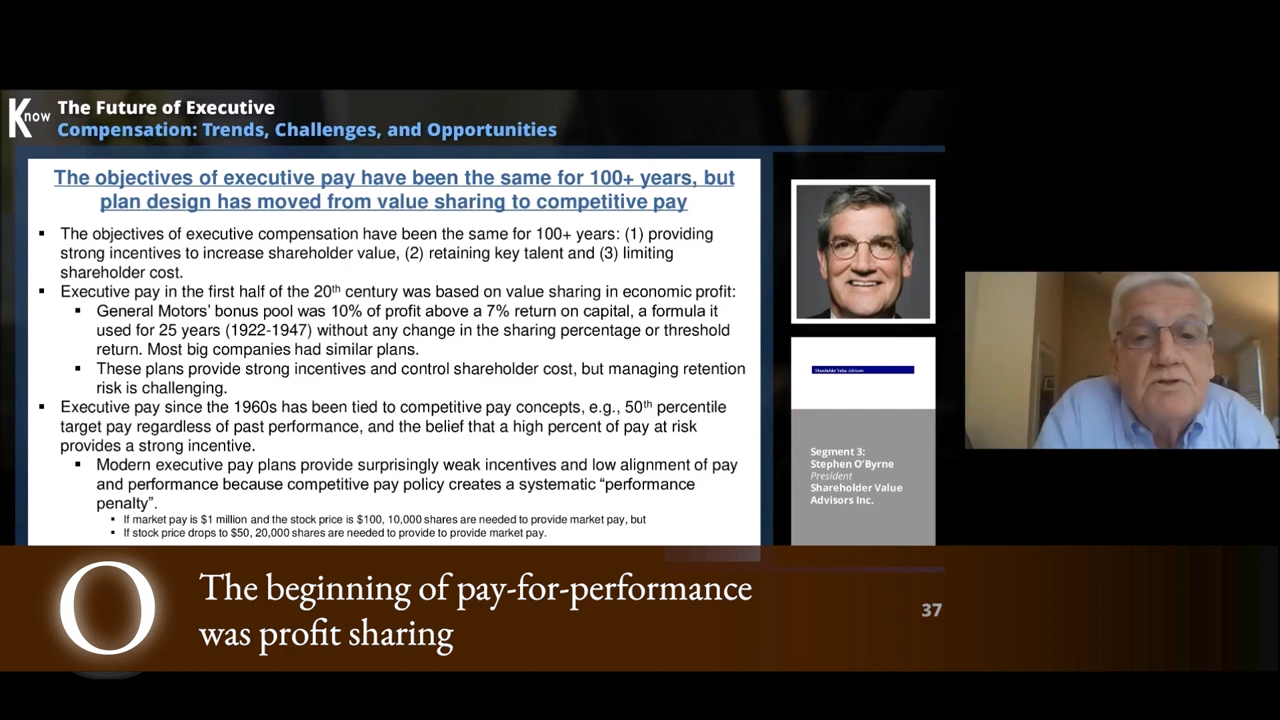 Know
The Future of Executive
Compensation: Trends, Challenges, and Opportunities
The objectives of executive pay have been the same for 100+ years, but
plan design has moved from value sharing to competitive pay
▪ The objectives of executive compensation have been the same for 100+ years: (1) providing
strong incentives to increase shareholder value, (2) retaining key talent and (3) limiting
shareholder cost.
▪ Executive pay in the first half of the 20th century was based on value sharing in economic profit:
▪ General Motors' bonus pool was 10% of profit above a 7% return on capital, a formula it
used for 25 years (1922-1947) without any change in the sharing percentage or threshold
return. Most big companies had similar plans.
▪ These plans provide strong incentives and control shareholder cost, but managing retention
risk is challenging.
▪ Executive pay since the 1960s has been tied to competitive pay concepts, e.g., 50th percentile
target pay regardless of past performance, and the belief that a high percent of pay at risk
provides a strong incentive.
▪ Modern executive pay plans provide surprisingly weak incentives and low alignment of pay
and performance because competitive pay policy creates a systematic “performance
penalty”.
▪ If market pay is $1 million and the stock price is $100, 10,000 shares are needed to provide market pay, but
▪ If stock price drops to $50, 20,000 shares are needed to provide to provide market pay.
Shareholder Value Advisors
Segment 3:
Stephen O'Byrne
President
Shareholder Value
Advisors Inc.
O
The beginning of pay-for-performance
was profit sharing
37